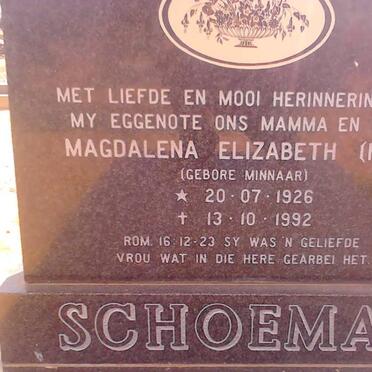 MET LIEFDE EN MOOI HERINNERIN
MY EGGENOTE ONS MAMMA EN
MAGDALENA ELIZABETH (
(GEBORE MINNAAR)
★ 20·07·1926
✝ 13·10·1992
ROM. 16:12-23 SY WAS 'N GELIEFDE
VROU WAT IN DIE HERE GEARBEI HET.
SCHOEMA